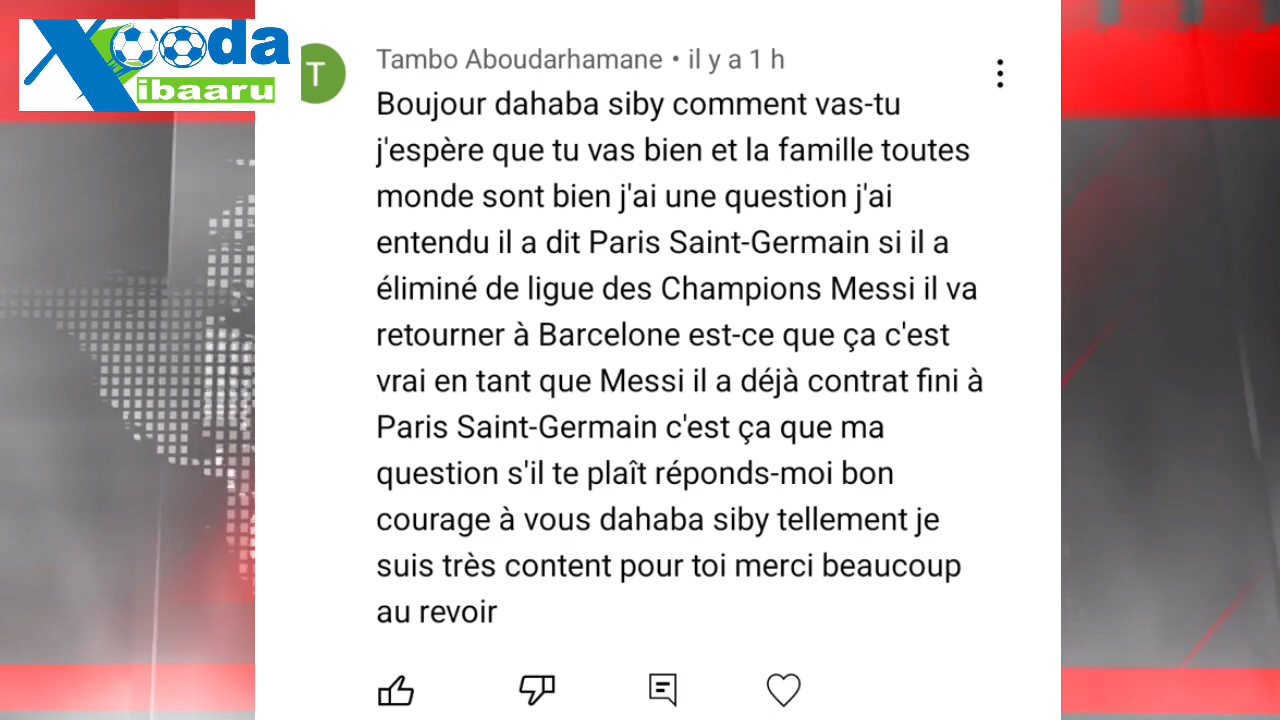 Xooda
ibaaru
T
Tambo Aboudarhamane • il y a 1 h
Boujour dahaba siby comment vas-tu
j'espère que tu vas bien et la famille toutes
monde sont bien j'ai une question j'ai
entendu il a dit Paris Saint-Germain si il a
éliminé de ligue des Champions Messi il va
retourner à Barcelone est-ce que ça c'est
vrai en tant que Messi il a déjà contrat fini à
Paris Saint-Germain c'est ça que ma
question s'il te plaît réponds-moi bon
courage à vous dahaba siby tellement je
suis très content pour toi merci beaucoup
au revoir